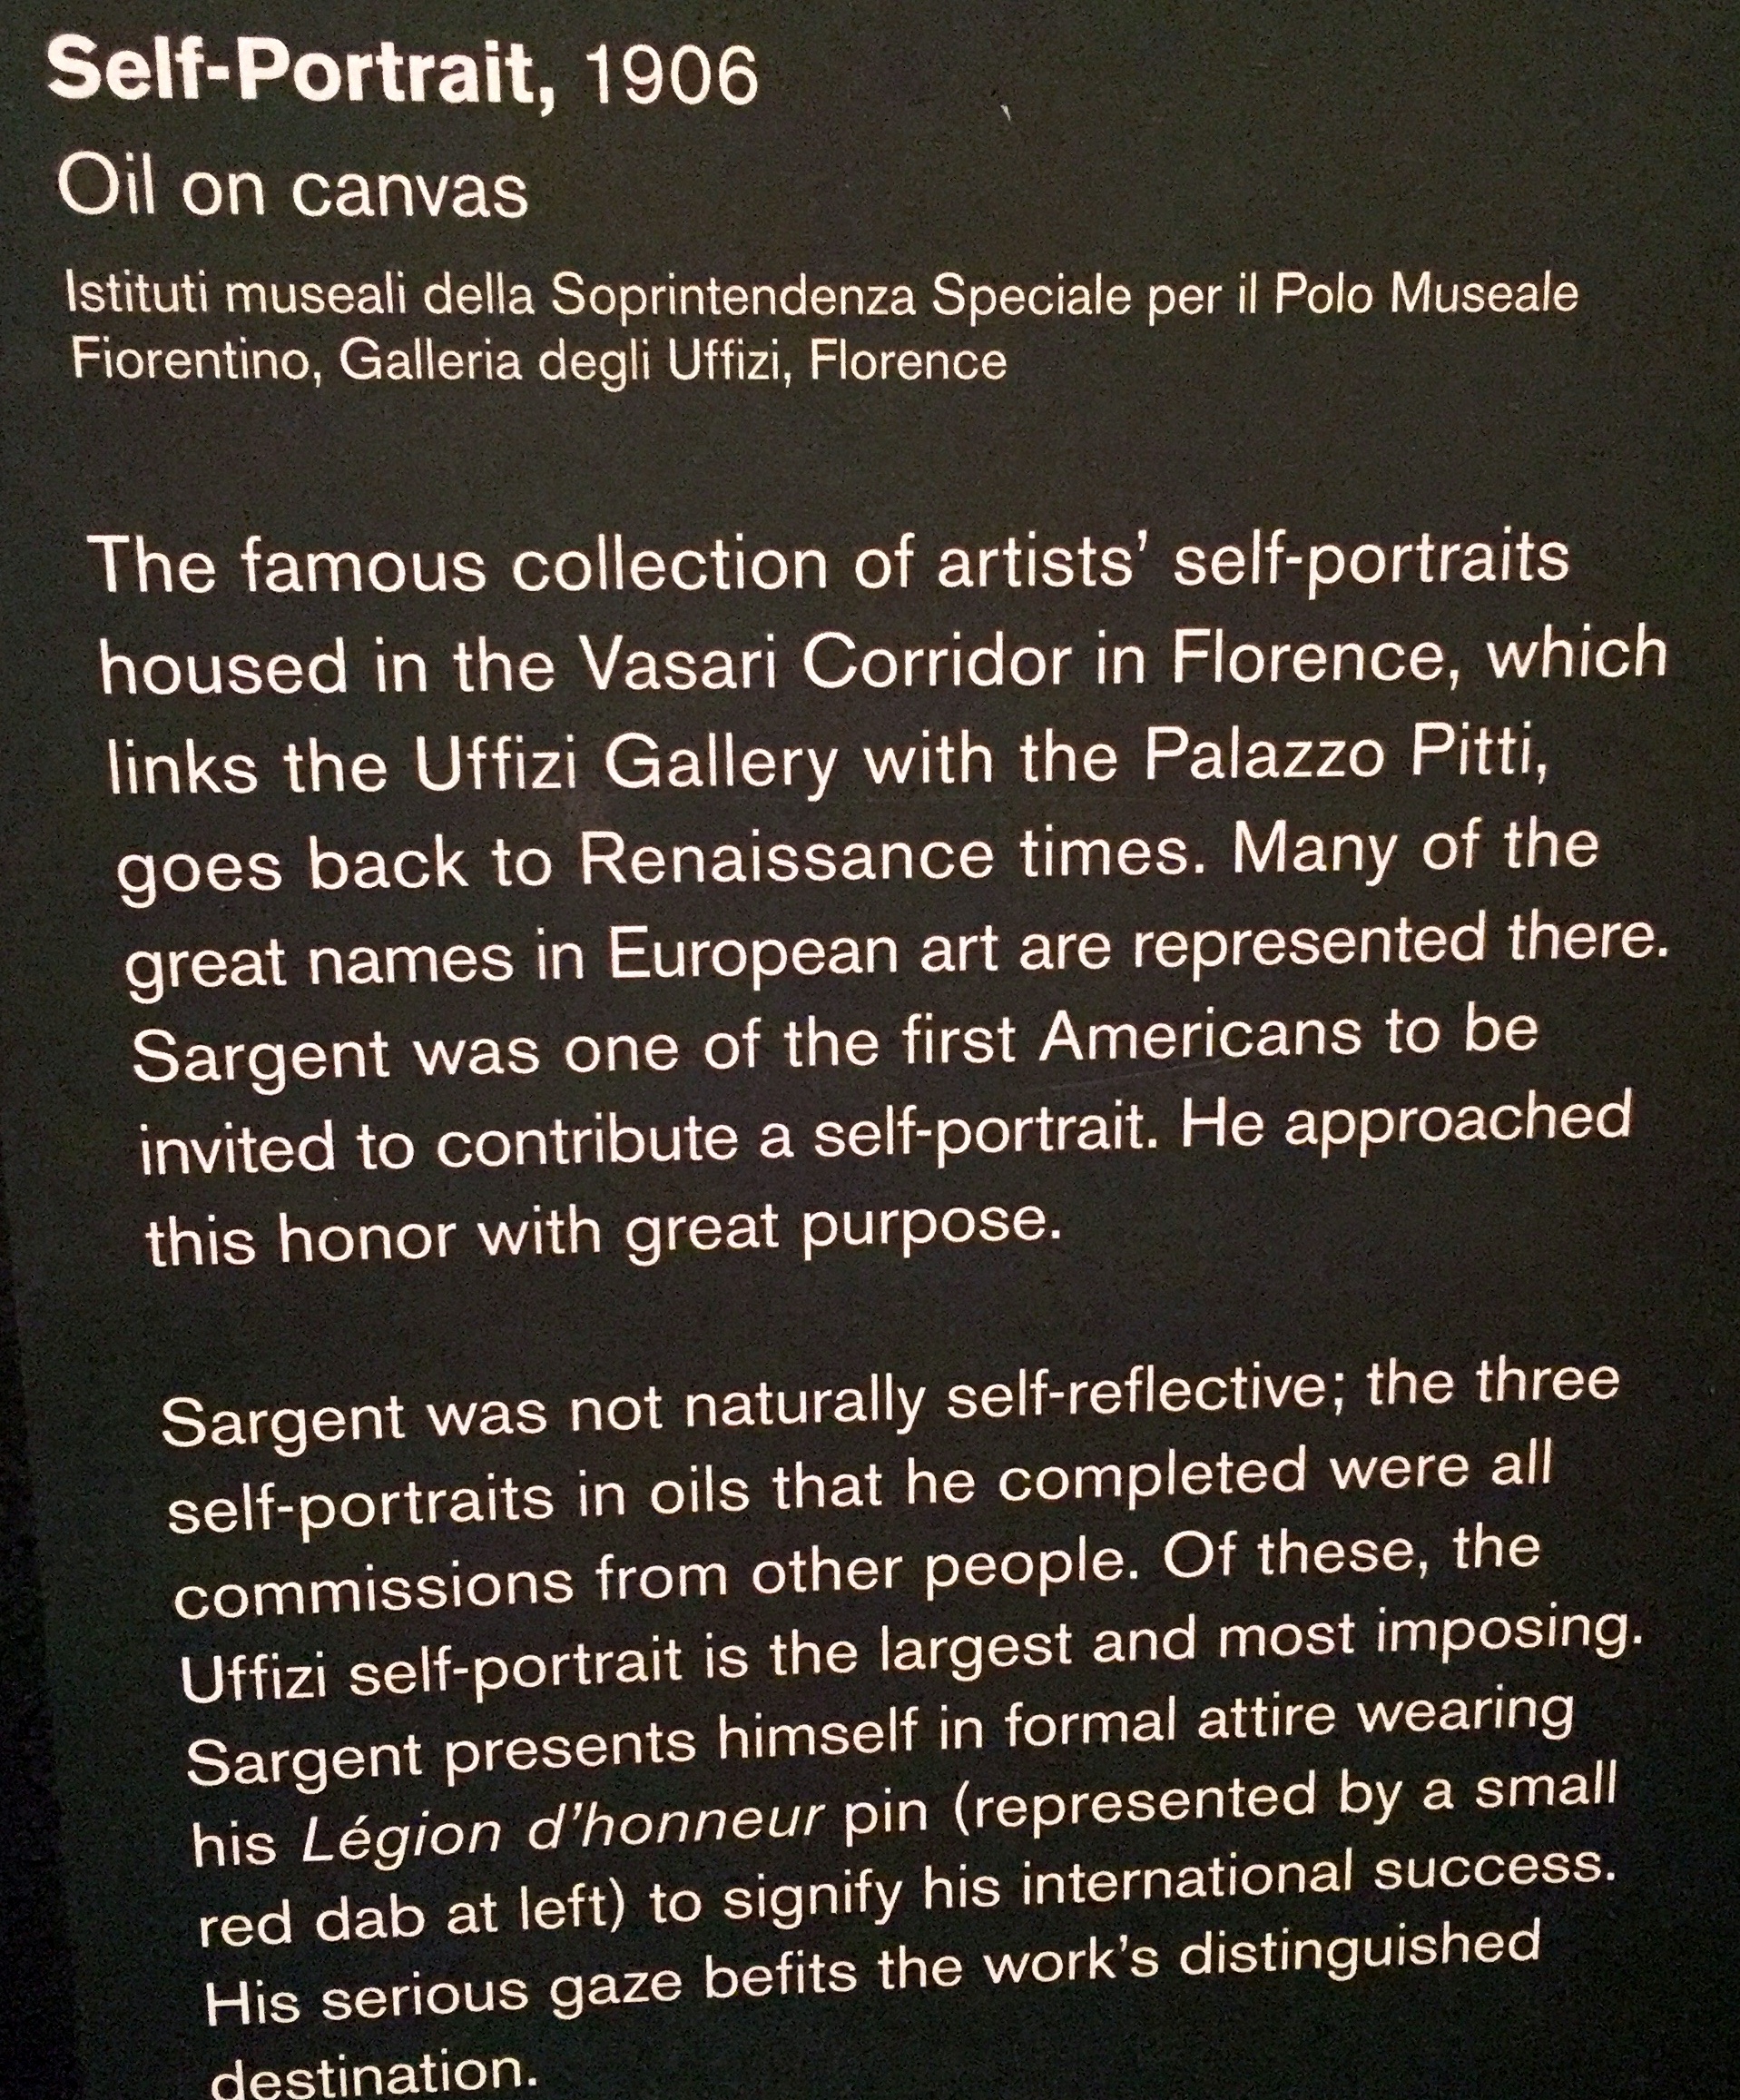 Self-Portrait, 1906
Oil on canvas
Istituti museali della Soprintendenza Speciale per il Polo Museale
Fiorentino, Galleria degli Uffizi, Florence
The famous collection of artists’ self-portraits
housed in the Vasari Corridor in Florence, which
links the Uffizi Gallery with the Palazzo Pitti,
goes back to Renaissance times. Many of the
great names in European art are represented there.
Sargent was one of the first Americans to be
invited to contribute a self-portrait. He approached
this honor with great purpose.
Sargent was not naturally self-reflective; the three
self-portraits in oils that he completed were all
commissions from other people. Of these, the
Uffizi self-portrait is the largest and most imposing.
Sargent presents himself in formal attire wearing
his Légion d’honneur pin (represented by a small
red dab at left) to signify his international success.
His serious gaze befits the work’s distinguished
destination.